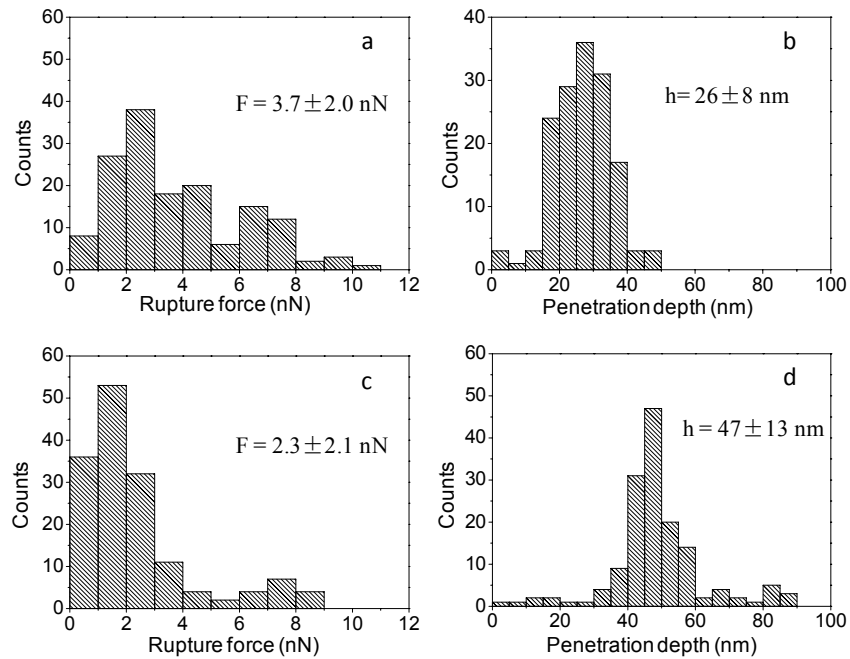 a
60
50
40
30
20
10
0
Counts
F = 3.7±2.0 nN
0 2 4 6 8 10 12
Rupture force (nN)
b
40
30
20
10
0
Counts
h= 26±8 nm
0 20 40 60 80 100
Penetration depth (nm)
c
60
50
40
30
20
10
0
Counts
F = 2.3±2.1 nN
0 2 4 6 8 10 12
Rupture force (nN)
d
60
50
40
30
20
10
0
Counts
h = 47±13 nm
0 20 40 60 80 100
Penetration depth (nm)